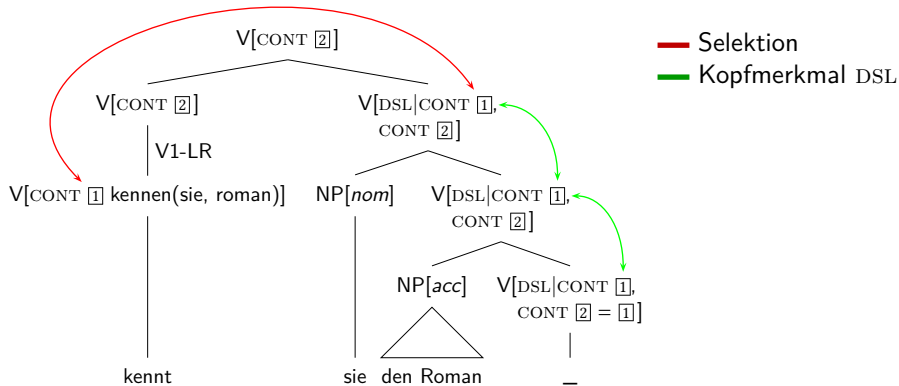 V[CONT 2]
Selektion
Kopfmerkmal DSL
V[CONT 2]
V[DSL|CONT 1,
CONT 2]
V1-LR
V[CONT 1 kennen(sie, roman)]
NP[nom]
V[DSL|CONT 1,
CONT 2]
NP[acc]
V[DSL|CONT 1,
CONT 2 = 1]
kennt
sie
den Roman
_